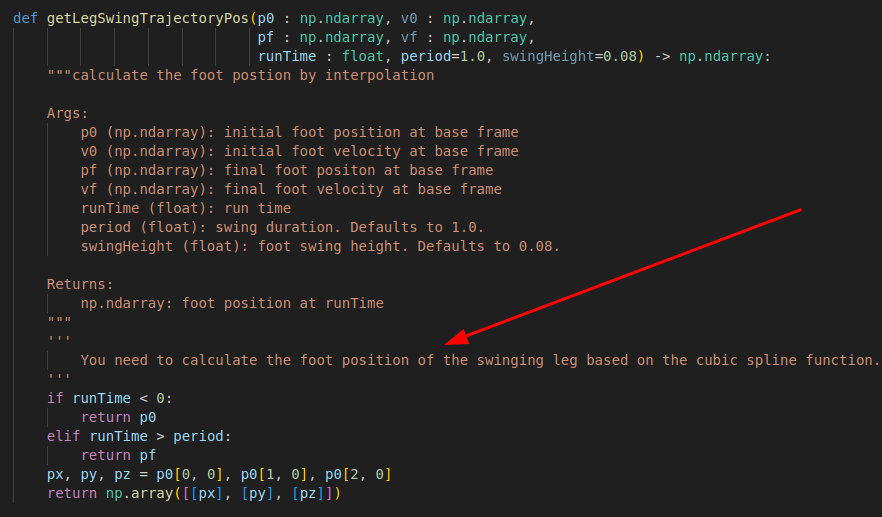 def getLegSwingTrajectoryPos(p0 : np.ndarray, v0 : np.ndarray,
                             pf : np.ndarray, vf : np.ndarray,
                             runTime : float, period=1.0, swingHeight=0.08) -> np.ndarray:
    """calculate the foot postion by interpolation

    Args:
        p0 (np.ndarray): initial foot position at base frame
        v0 (np.ndarray): initial foot velocity at base frame
        pf (np.ndarray): final foot positon at base frame
        vf (np.ndarray): final foot velocity at base frame
        runTime (float): run time
        period (float): swing duration. Defaults to 1.0.
        swingHeight (float): foot swing height. Defaults to 0.08.

    Returns:
        np.ndarray: foot position at runTime
    """
    '''
        You need to calculate the foot position of the swinging leg based on the cubic spline function.
    '''
    if runTime < 0:
        return p0
    elif runTime > period:
        return pf
    px, py, pz = p0[0, 0], p0[1, 0], p0[2, 0]
    return np.array([[px], [py], [pz]])